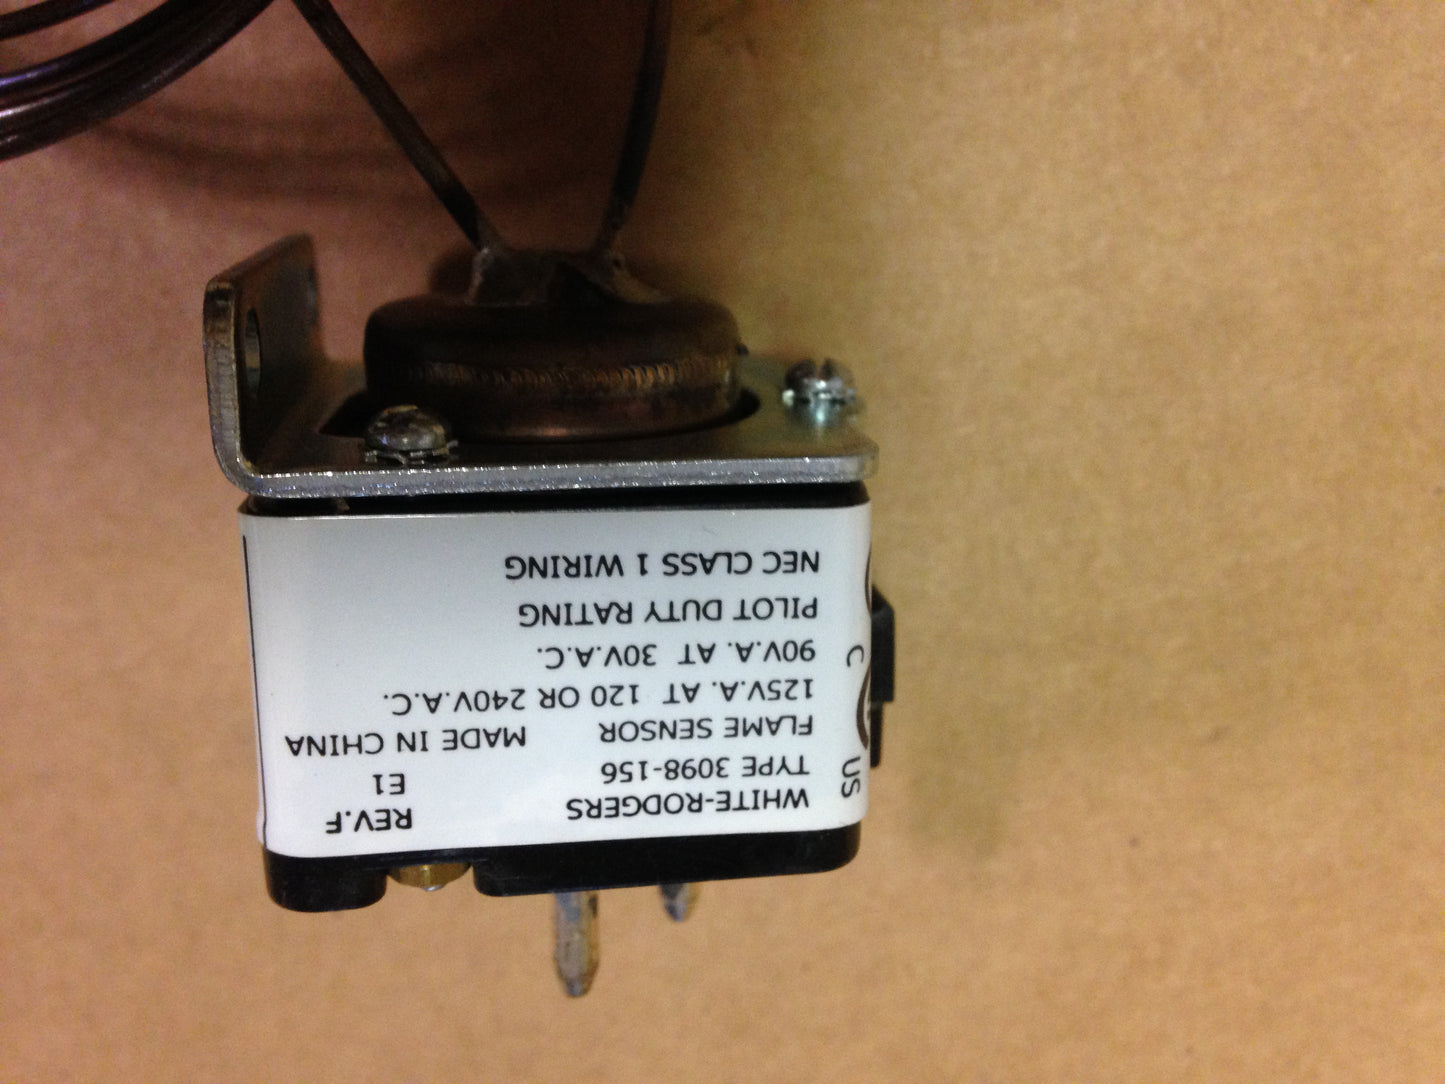 WHITE-RODGERS REV.F
TYPE 3098-156 E1
FLAME SENSOR MADE IN CHINA
125V.A. AT 120 OR 240V.A.C.
90V.A. AT 30V.A.C.
PILOT DUTY RATING
NEC CLASS 1 WIRING
C US